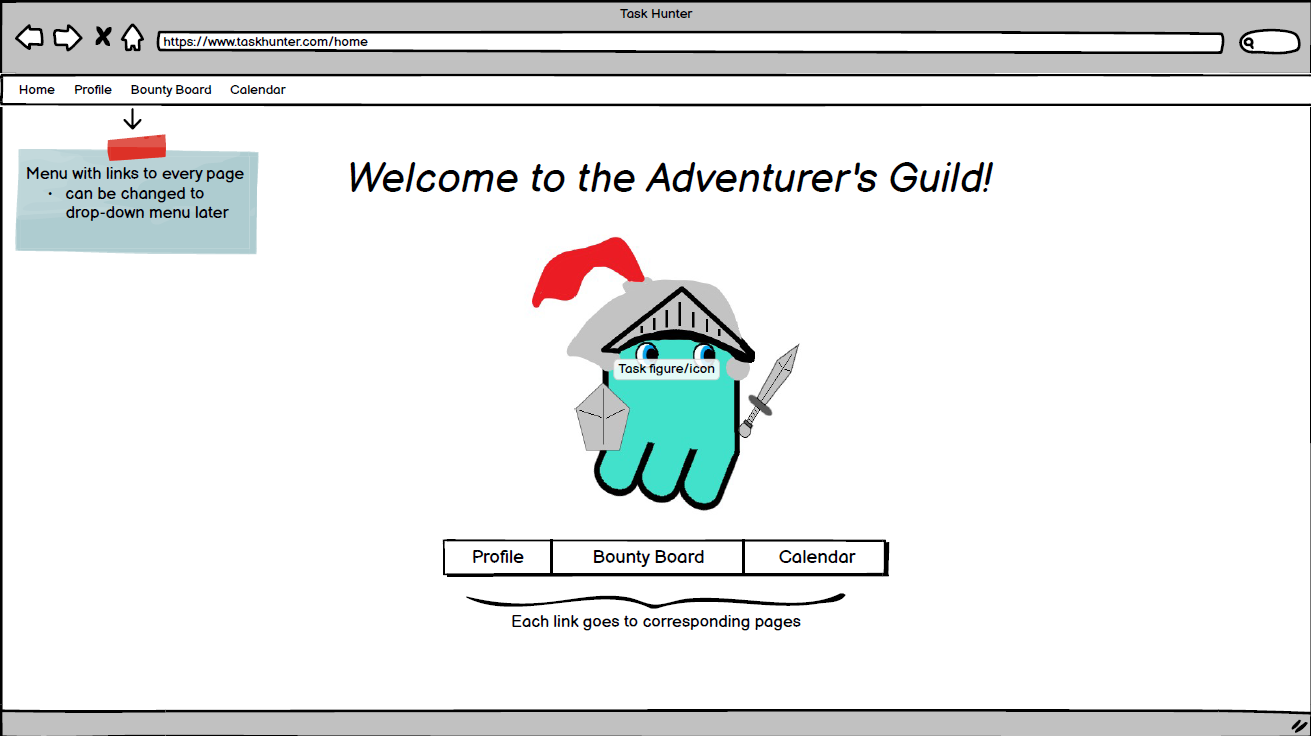 Task Hunter
https://www.taskhunter.com/home
Home Profile Bounty Board Calendar
Menu with links to every page
• can be changed to
drop-down menu later
Welcome to the Adventurer's Guild!
Task figure/icon
Profile Bounty Board Calendar
Each link goes to corresponding pages